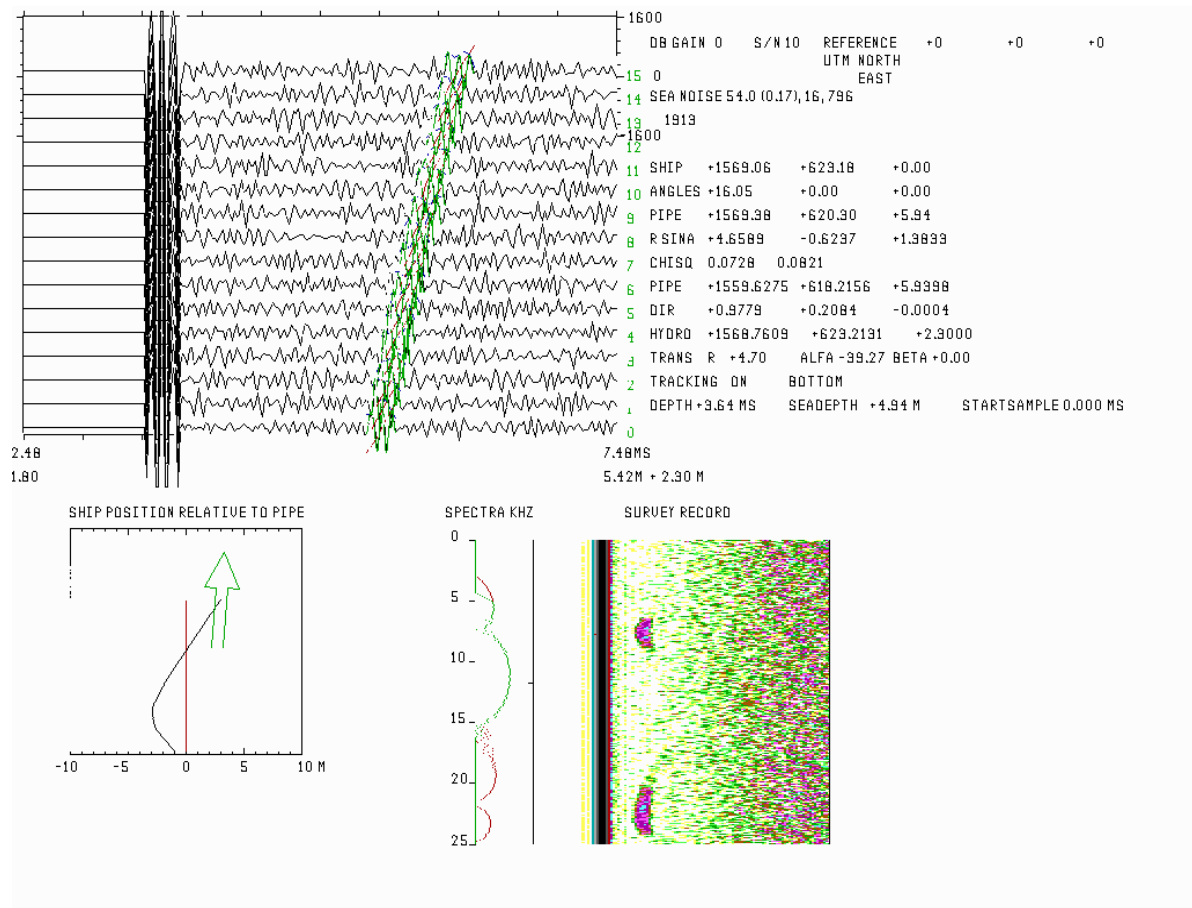 1600
DB GAIN 0 S/N 10 REFERENCE +0 +0 +0
UTM NORTH
15 0 EAST
14 SEA NOISE 54.0 (0.17), 16, 796
13 1913
1600
12
11 SHIP +1569.06 +623.18 +0.00
10 ANGLES +16.05 +0.00 +0.00
9 PIPE +1569.38 +620.30 +5.94
8 R SINA +4.6589 -0.6237 +1.3833
7 CHISQ 0.0728 0.0821
6 PIPE +1559.6275 +618.2156 +5.9398
5 DIR +0.9779 +0.2084 -0.0004
4 HYDRO +1568.7609 +623.2131 +2.3000
3 TRANS R +4.70 ALFA -39.27 BETA +0.00
2 TRACKING ON BOTTOM
1 DEPTH +3.64 MS SEADEPTH +4.94 M STARTSAMPLE 0.000 MS
0
2.48 7.48MS
1.80 5.42M + 2.30 M
SHIP POSITION RELATIVE TO PIPE SPECTRA KHZ SURVEY RECORD
0
5
10
15
-10 -5 0 5 10 M
20
25